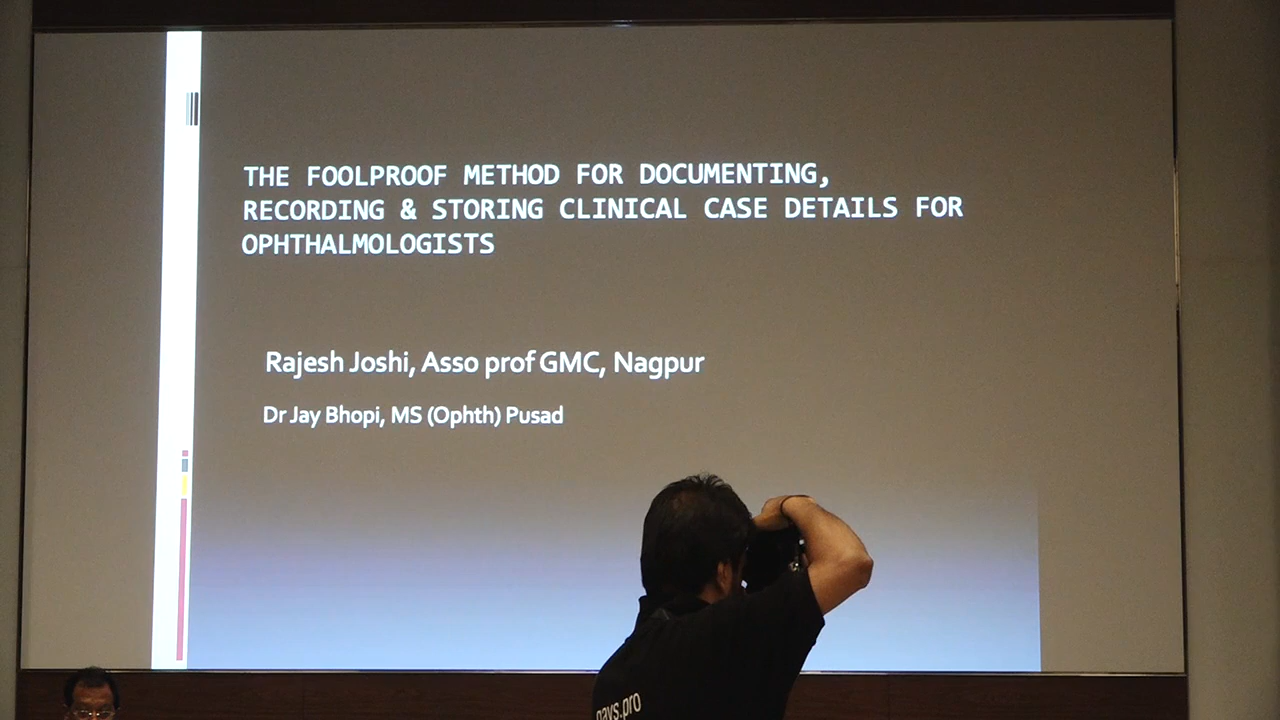 THE FOOLPROOF METHOD FOR DOCUMENTING,
RECORDING & STORING CLINICAL CASE DETAILS FOR
OPHTHALMOLOGISTS
Rajesh Joshi, Asso prof GMC, Nagpur
Dr Jay Bhopi, MS (Ophth) Pusad